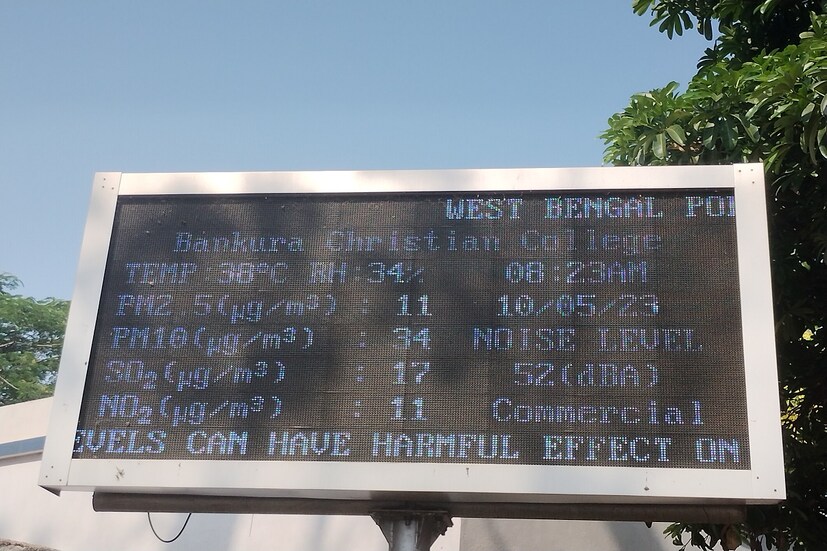 WEST BENGAL POL
Bankura Christian College
TEMP:38°C RH:34% 08:23AM
PM2.5(µg/m³) : 11 10/05/23
PM10(µg/m³) : 34 NOISE LEVEL
SO₂(µg/m³) : 17 52(dBA)
NO₂(µg/m³) : 11 Commercial
EVELS CAN HAVE HARMFUL EFFECT ON